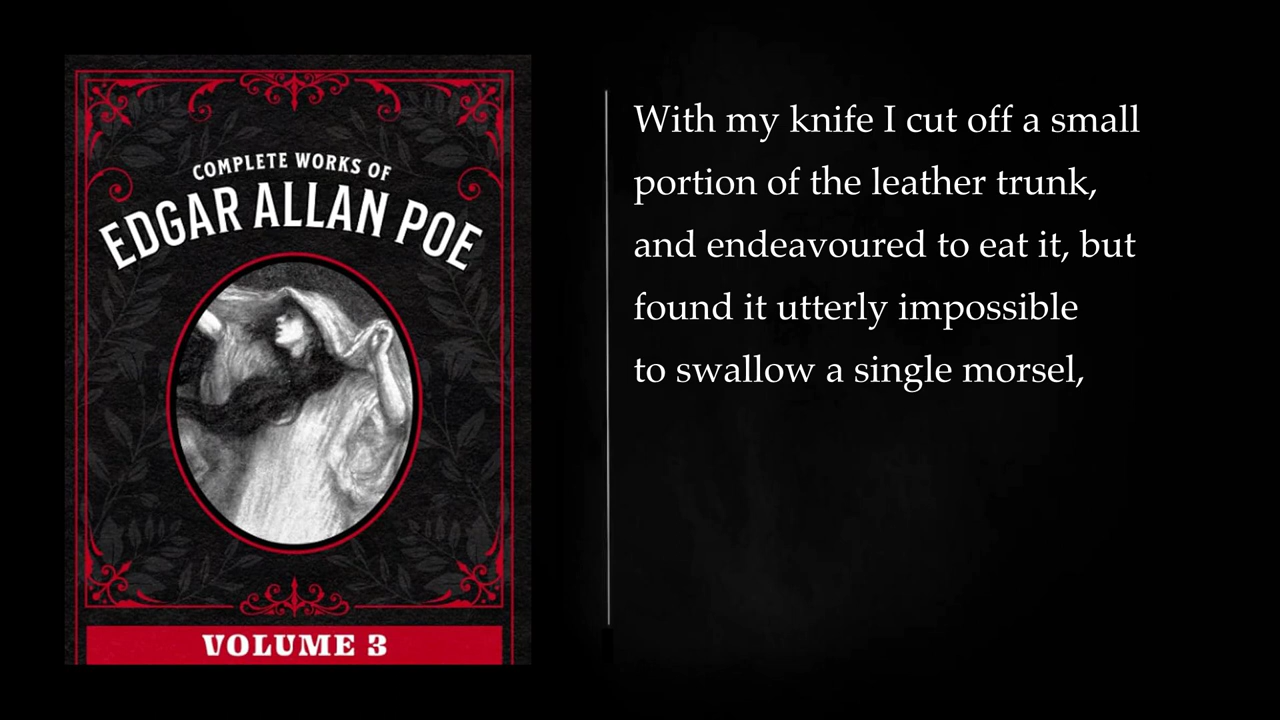 COMPLETE WORKS OF
EDGAR ALLAN POE
VOLUME 3
With my knife I cut off a small
portion of the leather trunk,
and endeavoured to eat it, but
found it utterly impossible
to swallow a single morsel,